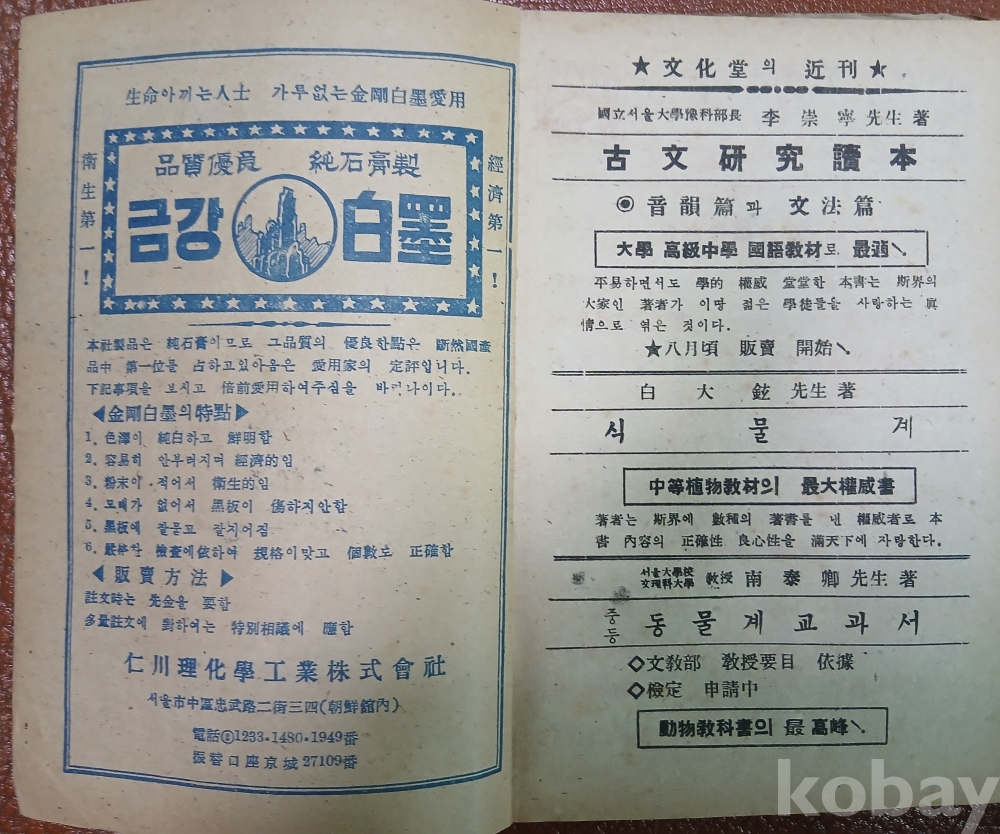 生命아끼는人士 가루없는金剛白墨愛用
衛生第一!
品質優良 純石膏製
금강 白墨
經濟第一!
本社製品은 純石膏이므로 그品質의 優良한點은 斷然國產
品中 第一位를 占하고있아옴은 愛用家의 定評입니다.
下記事項을 보시고 倍前愛用하여주심을 바랍나이다.
◀金剛白墨의特點▶
1. 色澤이 純白하고 鮮明함
2. 容易히 안부러지며 經濟的임
3. 粉末이 적어서 衛生的임
4. 모래가 없어서 黑板이 傷하지안함
5. 黑板에 잘물고 잘지어짐
6. 嚴格한 檢查에依하여 規格이맞고 個數도 正確함
◀販賣方法▶
註文時는 先金을 要함
多量註文에 對하여는 特別相議에 應함
仁川理化學工業株式會社
서울市中區忠武路二街三四(朝鮮舘內)
電話②1233·1480·1949番
振替口座京城27109番
★文化堂의 近刊★
國立서울大學豫科部長 李崇寧先生著
古文硏究讀本
◉音韻篇과 文法篇
大學 高級中學 國語敎材로 最適!
平易하면서도 學的 權威 堂堂한 本書는 斯界의
大家인 著者가 이땅 젊은 學徒들을 사랑하는 眞
情으로 엮은 것이다.
★八月頃 販賣 開始!
白大鉉先生著
식물계
中等植物敎材의 最大權威書
著者는 斯界에 數種의 著書를 낸 權威者로 本
書 內容의 正確性 良心性을 滿天下에 자랑한다.
서울大學校 文理科大學 敎授 南泰卿先生著
중등 동물계교과서
◇文敎部 敎授要目 依據
◇檢定 申請中
動物敎科書의 最高峰!
kobay